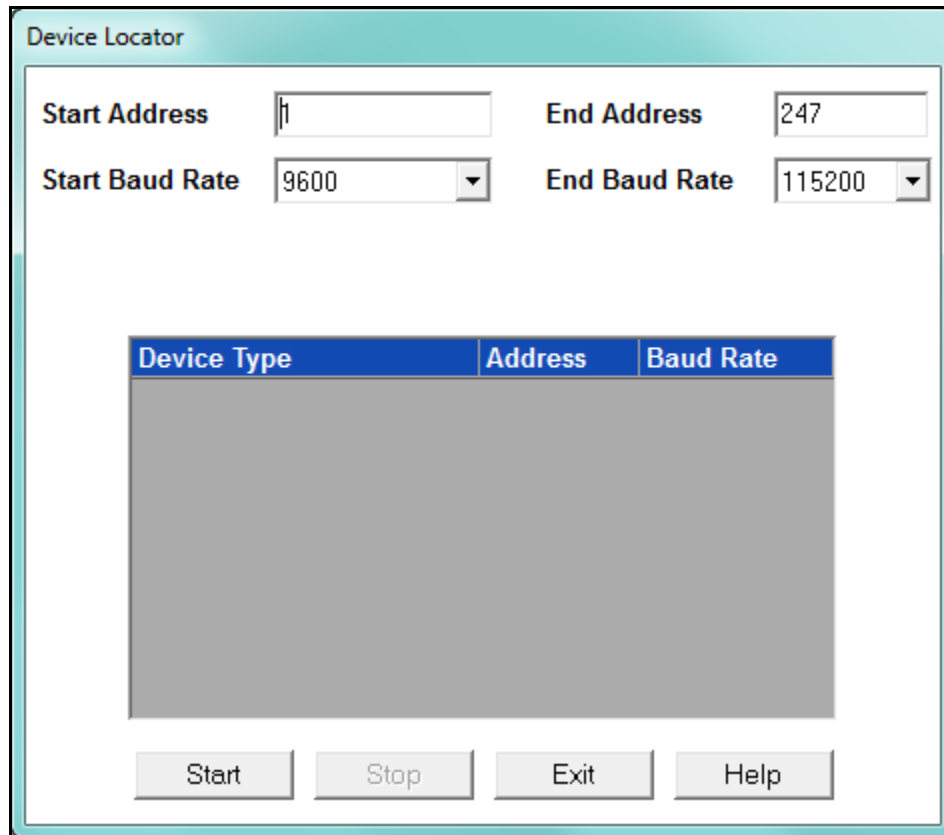 Device Locator
Start Address 1 End Address 247
Start Baud Rate 9600 End Baud Rate 115200
Device Type Address Baud Rate
Start Stop Exit Help